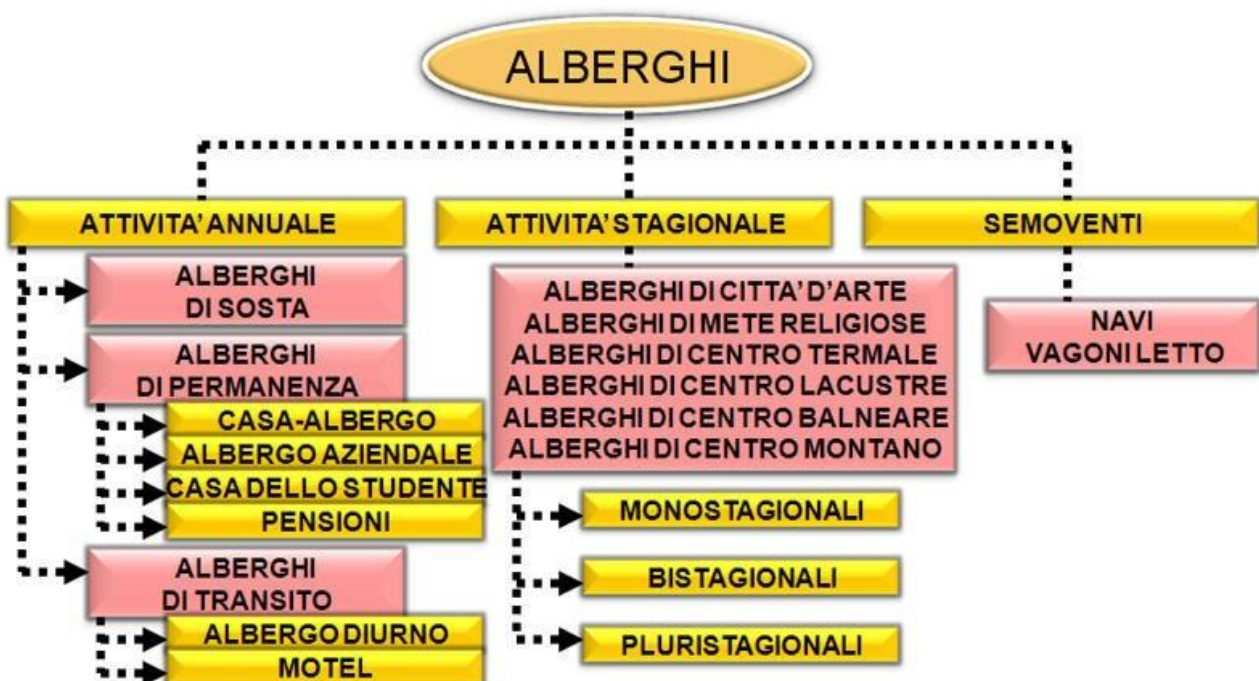 ALBERGHI
ATTIVITA' ANNUALE
ALBERGHI
DI SOSTA
ALBERGHI
DI PERMANENZA
CASA-ALBERGO
ALBERGO AZIENDALE
CASA DELLO STUDENTE
PENSIONI
ALBERGHI
DI TRANSITO
ALBERGO DIURNO
MOTEL
ATTIVITA' STAGIONALE
ALBERGHI DI CITTA' D'ARTE
ALBERGHI DI METE RELIGIOSE
ALBERGHI DI CENTRO TERMALE
ALBERGHI DI CENTRO LACUSTRE
ALBERGHI DI CENTRO BALNEARE
ALBERGHI DI CENTRO MONTANO
MONOSTAGIONALI
BISTAGIONALI
PLURISTAGIONALI
SEMOVENTI
NAVI
VAGONI LETTO